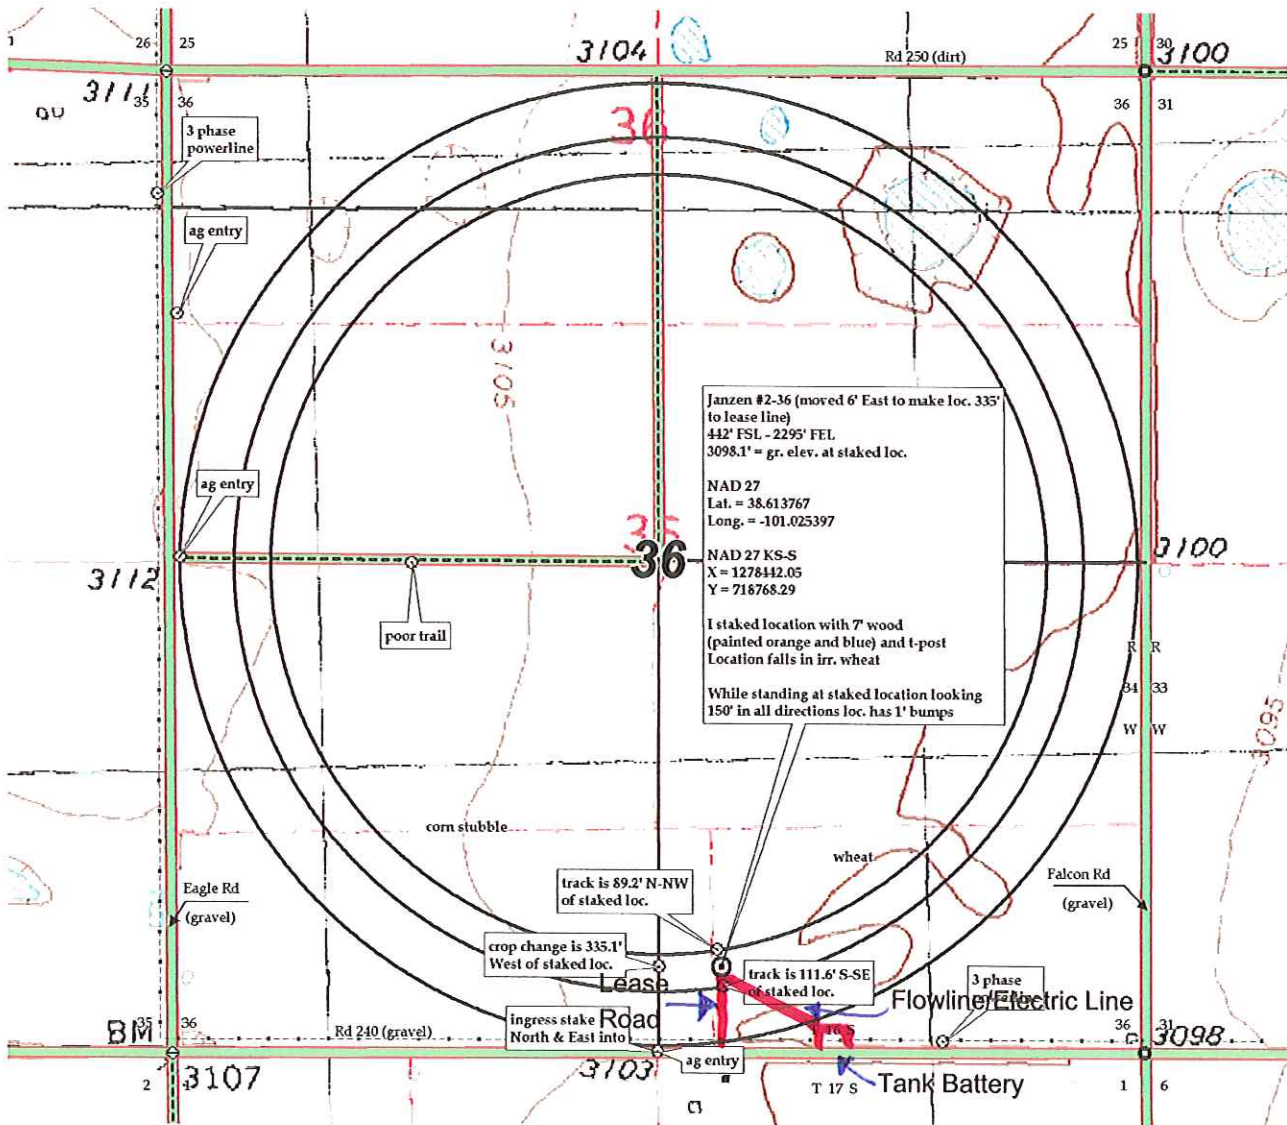 26
25
3104
Rd 250 (dirt)
25
30
3100
3111
35
36
36
36
31
3 phase
powerline
ag entry
3105
Janzen #2-36 (moved 6' East to make loc. 335'
to lease line)
442' FSL - 2295' FEL
3098.1' = gr. elev. at staked loc.
NAD 27
Lat. = 38.613767
Long. = -101.025397
NAD 27 KS-S
X = 1278442.05
Y = 718768.29
I staked location with 7' wood
(painted orange and blue) and t-post
Location falls in irr. wheat
While standing at staked location looking
150' in all directions loc. has 1' bumps
ag entry
3112
36
3100
poor trail
R
R
34
33
W
W
3095
corn stubble
wheat
Eagle Rd
(gravel)
Falcon Rd
(gravel)
track is 89.2' N-NW
of staked loc.
crop change is 335.1'
West of staked loc.
track is 111.6' S-SE
of staked loc.
3 phase
Lease
Road
Flowline/Electric Line
ingress stake
North & East into
ag entry
Rd 240 (gravel)
BM
35
36
T 16 S
36
31
3098
3107
3103
2
1
T 17 S
Tank Battery
1
6